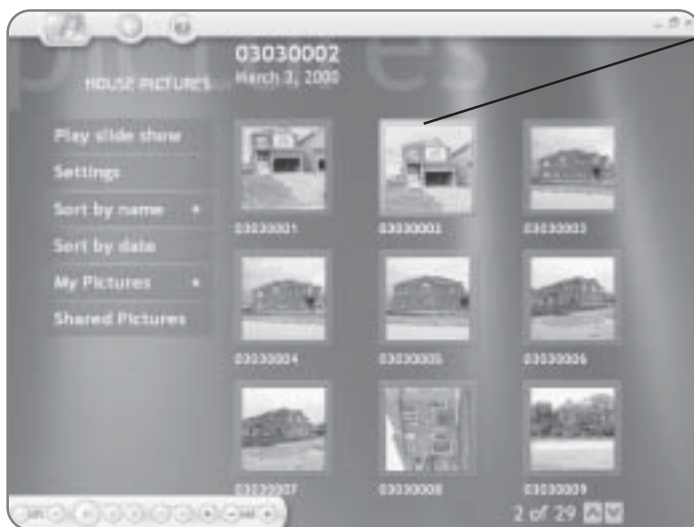 pictures
03030002
March 3, 2000
HOUSE PICTURES
Play slide show
Settings
Sort by name
Sort by date
My Pictures
Shared Pictures
03030001
03030002
03030003
03030004
03030005
03030006
03030007
03030008
03030009
2 of 29